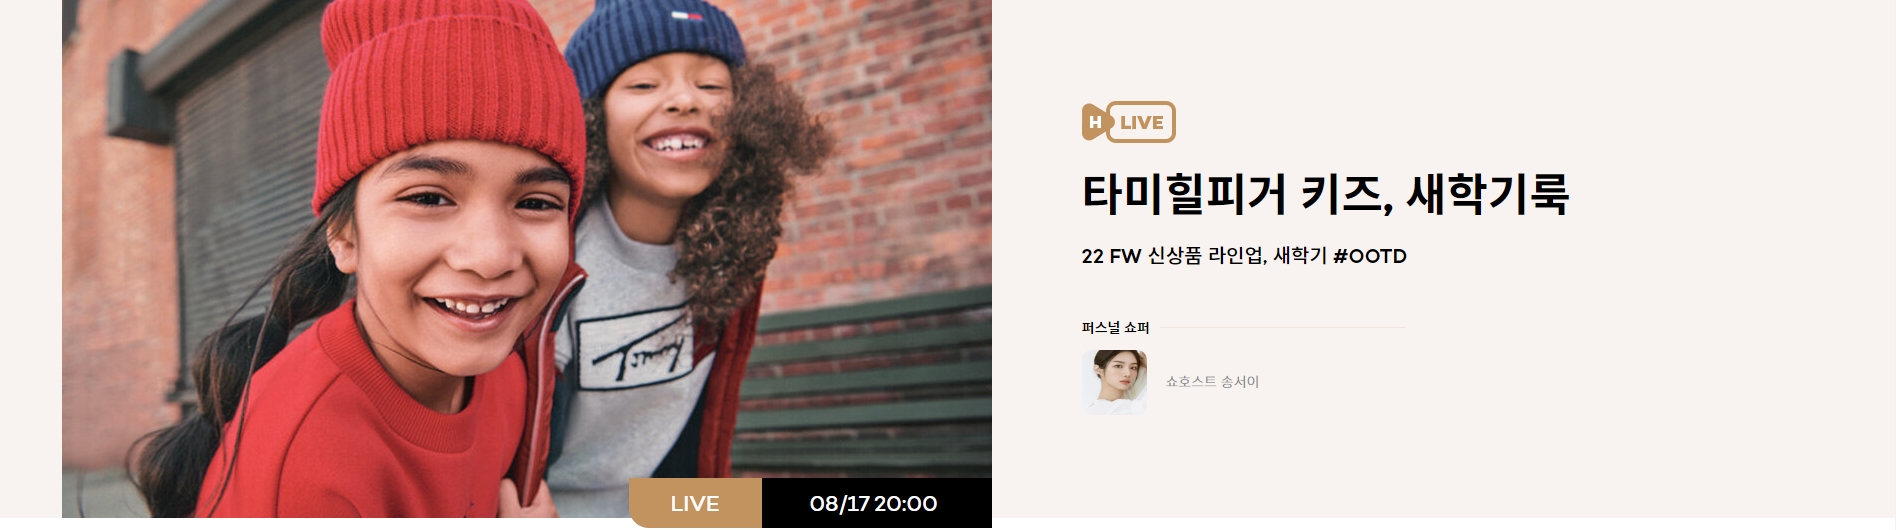 Tommy
LIVE
08/17 20:00
H LIVE
타미힐피거 키즈, 새학기룩
22 FW 신상품 라인업, 새학기 #OOTD
퍼스널 쇼퍼
쇼호스트 송서이